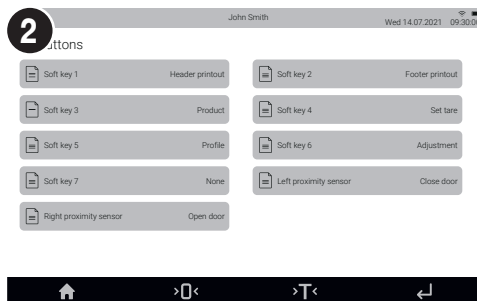 2
John Smith
Wed 14.07.2021 09:30:00
uttons
Soft key 1 Header printout
Soft key 2 Footer printout
Soft key 3 Product
Soft key 4 Set tare
Soft key 5 Profile
Soft key 6 Adjustment
Soft key 7 None
Left proximity sensor Close door
Right proximity sensor Open door
>0<
>T<